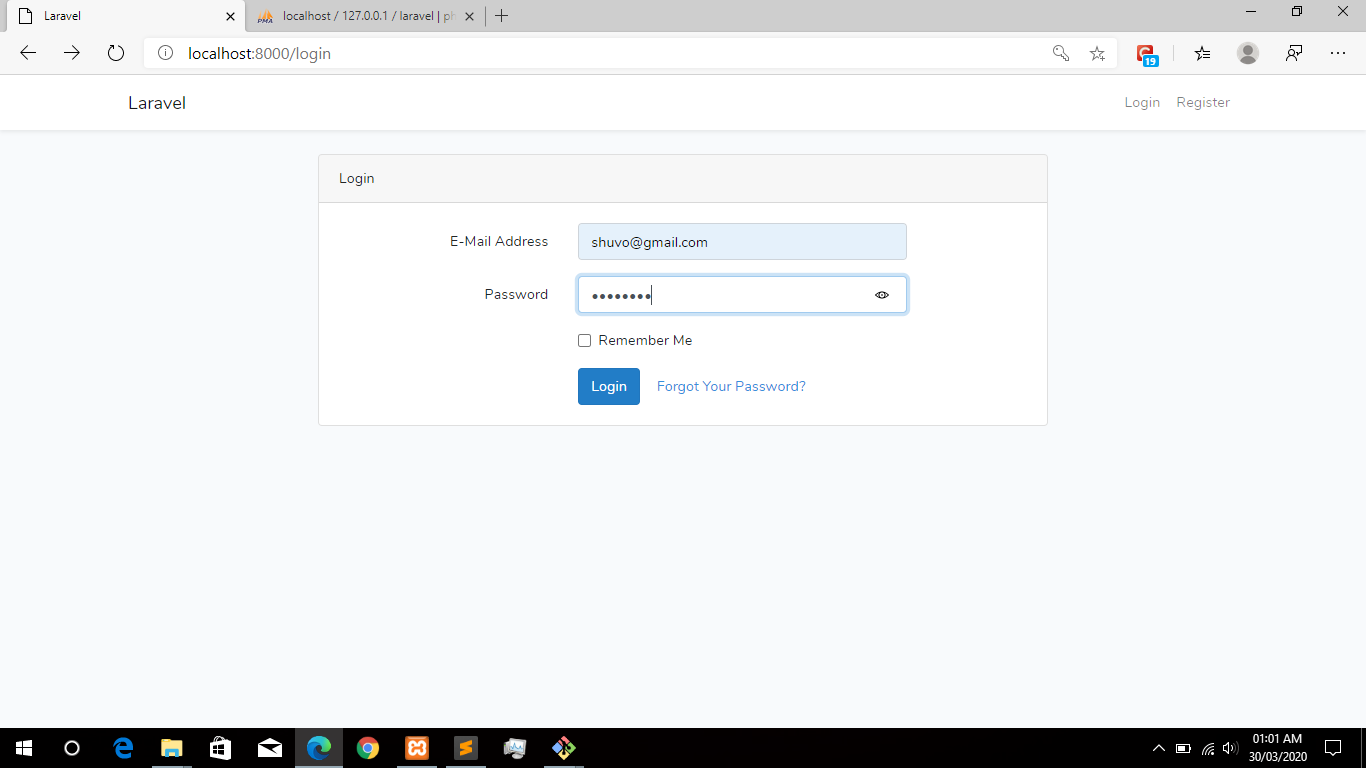 Laravel
localhost / 127.0.0.1 / laravel | ph
localhost:8000/login
19
Laravel
Login Register
Login
E-Mail Address shuvo@gmail.com
Password ••••••••
Remember Me
Login Forgot Your Password?
01:01 AM
30/03/2020